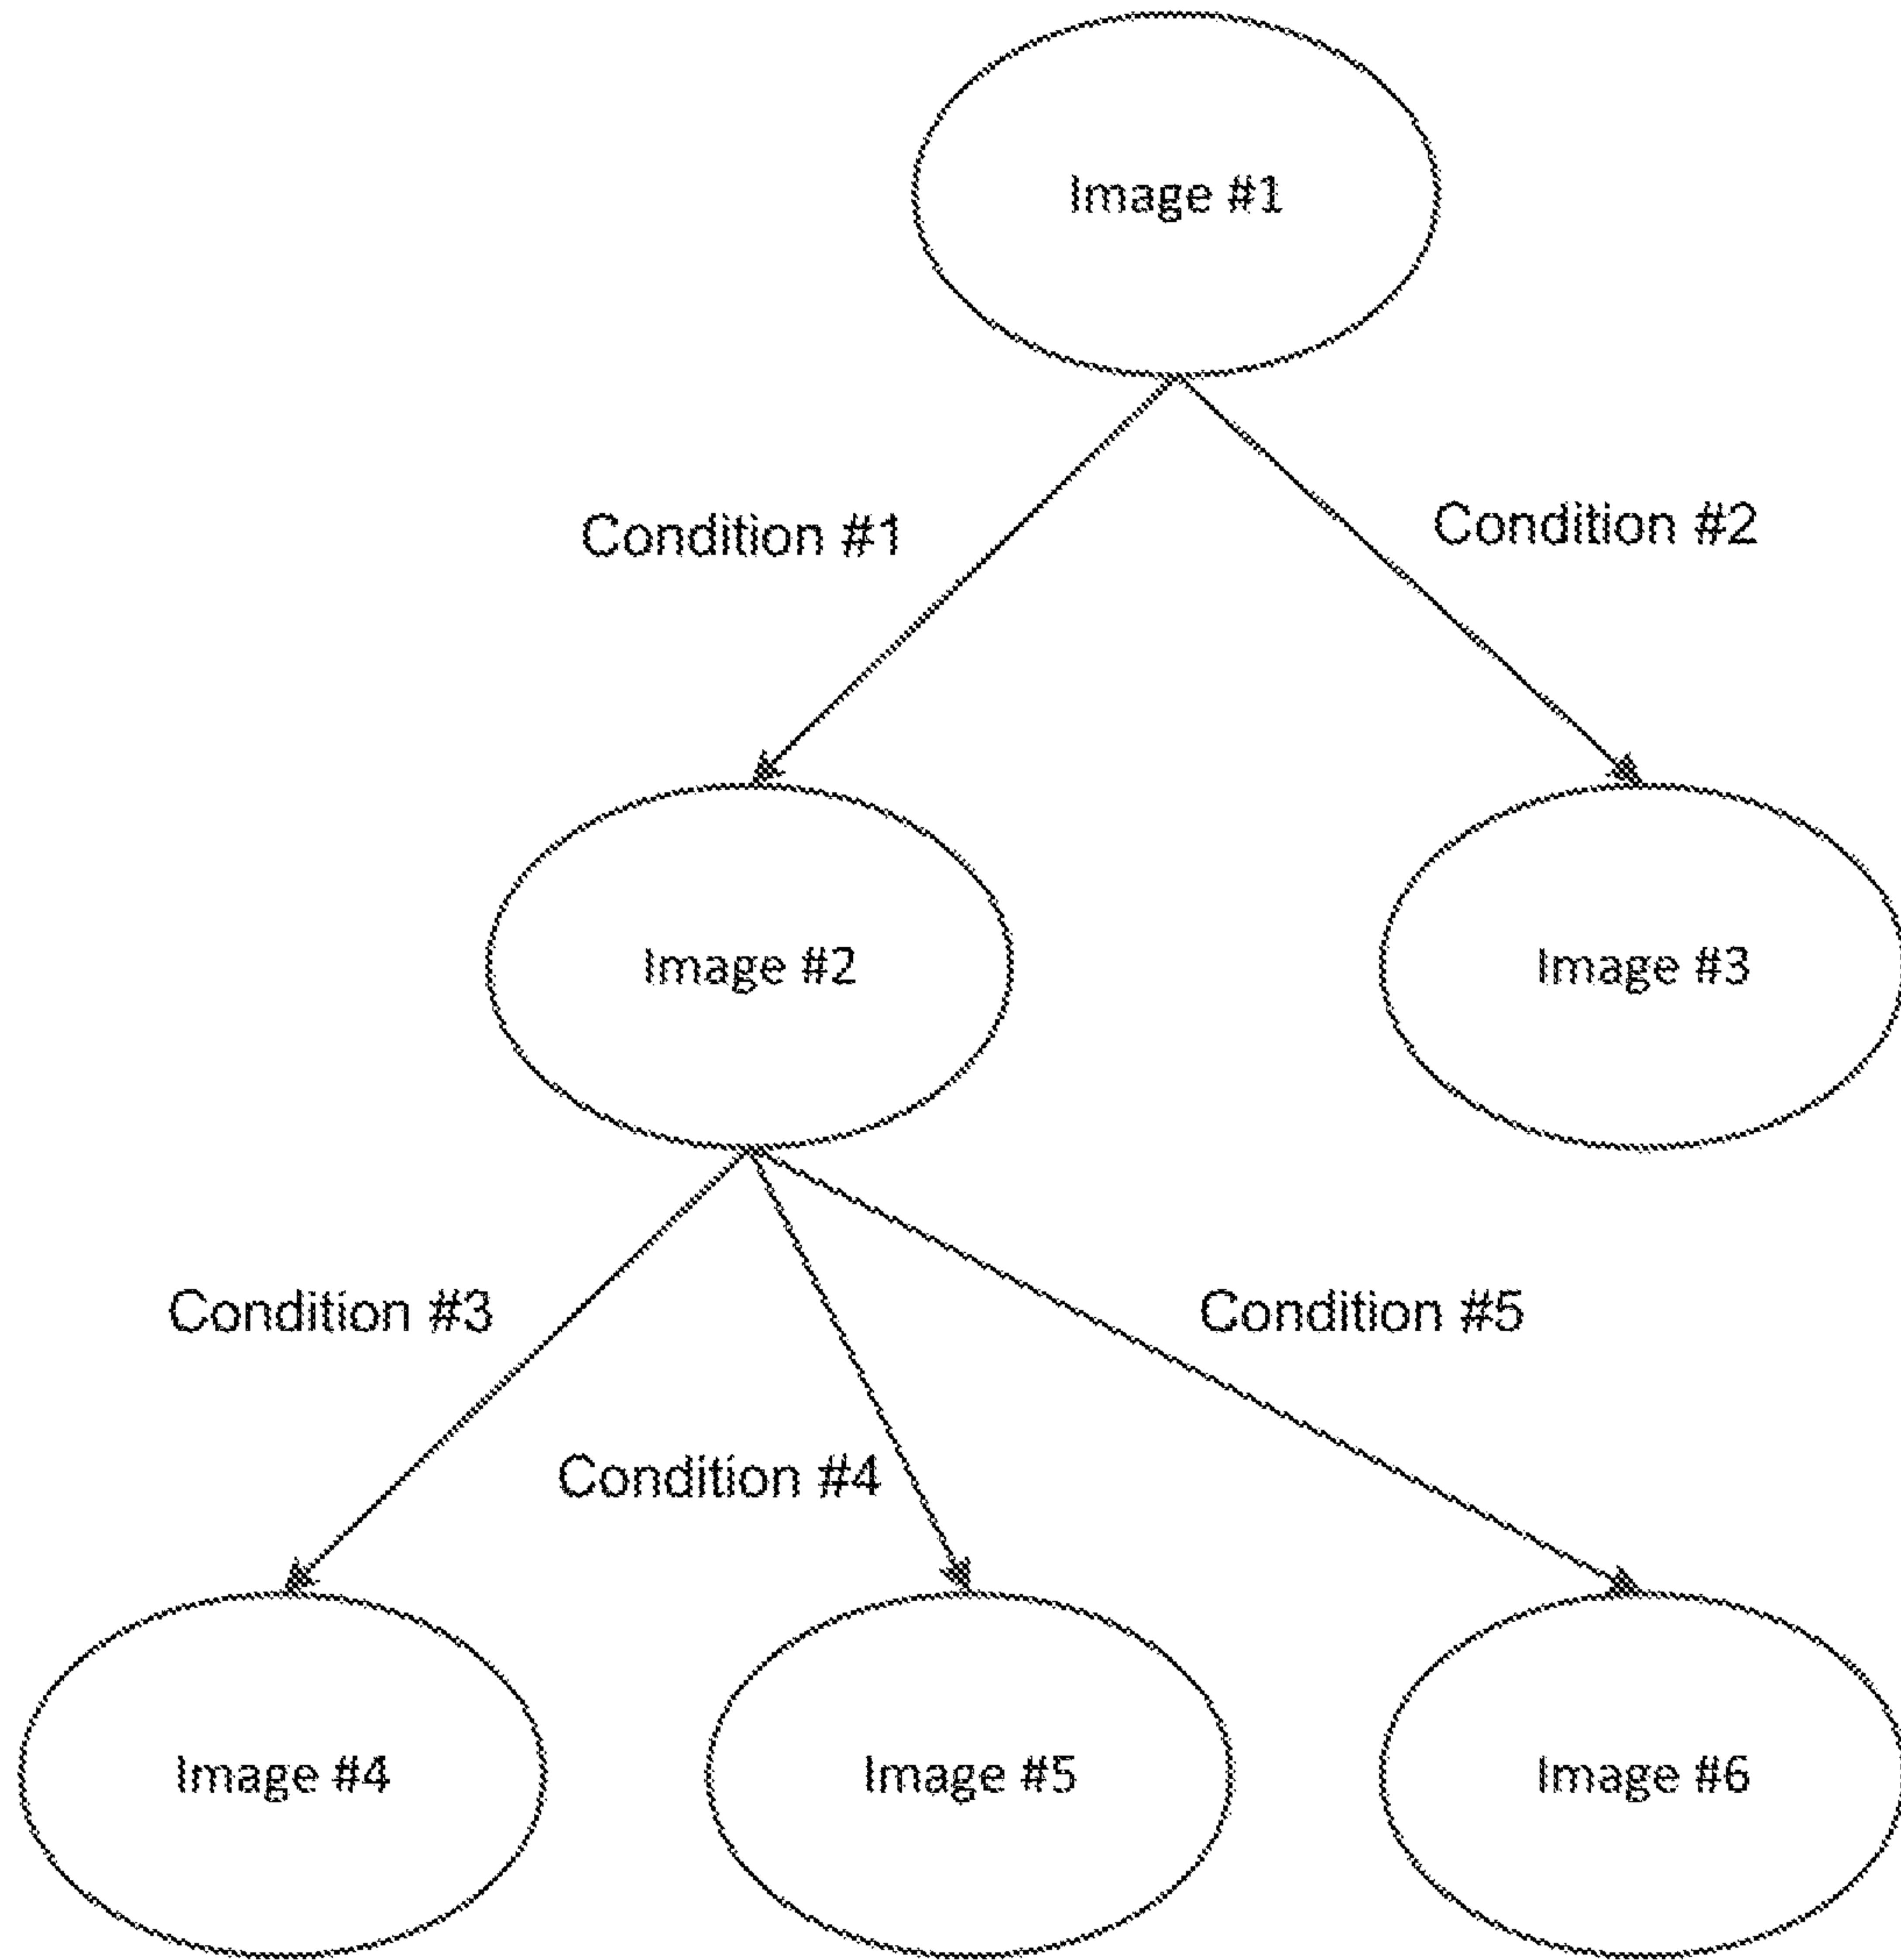 Image #1
Condition #1
Condition #2
Image #2
Image #3
Condition #3
Condition #5
Condition #4
Image #4
Image #5
Image #6